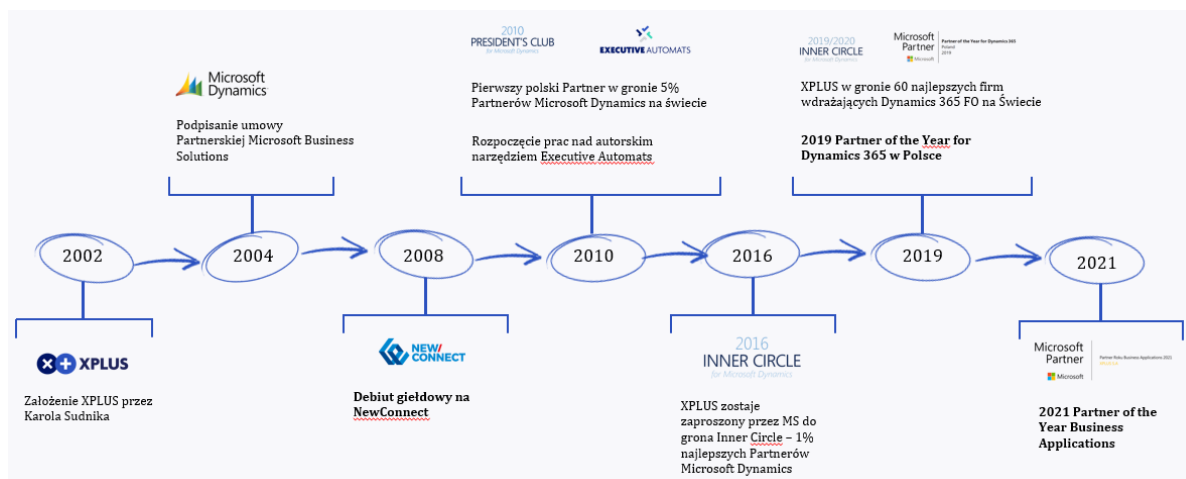 2010
PRESIDENT'S CLUB
for Microsoft Dynamics
EXECUTIVE AUTOMATS
2019/2020
INNER CIRCLE
for Microsoft Dynamics
Microsoft
Partner
Microsoft
Partner of the Year for Dynamics 365
Poland
2019
Microsoft
Dynamics
Podpisanie umowy
Partnerskiej Microsoft Business
Solutions
Pierwszy polski Partner w gronie 5%
Partnerów Microsoft Dynamics na świecie
Rozpoczęcie prac nad autorskim
narzędziem Executive Automats
XPLUS w gronie 60 najlepszych firm
wdrażających Dynamics 365 FO na Świecie
2019 Partner of the Year for
Dynamics 365 w Polsce
2002
2004
2008
2010
2016
2019
2021
XPLUS
Założenie XPLUS przez
Karola Sudnika
NEW/
CONNECT
Debiut giełdowy na
NewConnect
2016
INNER CIRCLE
for Microsoft Dynamics
XPLUS zostaje
zaproszony przez MS do
grona Inner Circle – 1%
najlepszych Partnerów
Microsoft Dynamics
Microsoft
Partner
Microsoft
Partner Roku Business Applications 2021
2021 Partner of the
Year Business
Applications